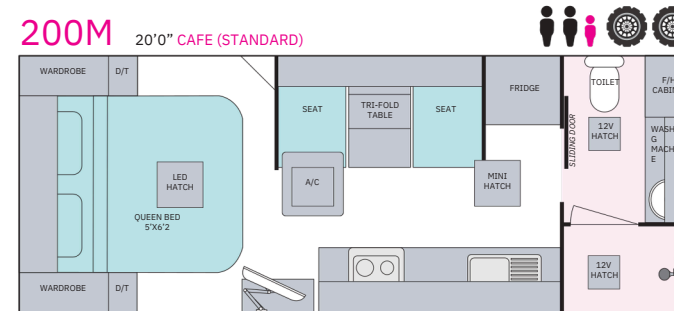 200M 20'0" CAFE (STANDARD)
WARDROBE
D/T
SEAT
TRI-FOLD
TABLE
SEAT
FRIDGE
TOILET
12V
HATCH
SLIDING DOOR
WASH
G
MACH
E
LED
HATCH
A/C
MINI
HATCH
QUEEN BED
5'X6'2
WARDROBE
D/T
12V
HATCH